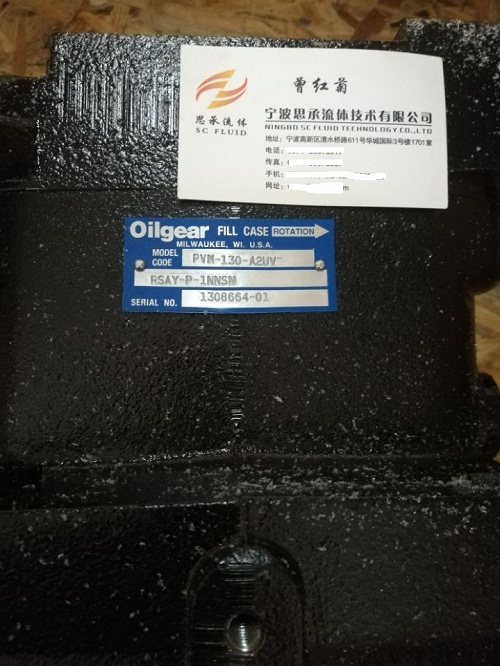 思承流体
SC FLUID
曾红菊
宁波思承流体技术有限公司
NINGBO SC FLUID TECHNOLOGY CO.,LTD
地址：宁波高新区清水桥路611号华城国际3号楼1701室
电话：
传真：
手机：
网址：
Oilgear FILL CASE ROTATION
MILWAUKEE, WI. U.S.A.
MODEL CODE PVM-130-A2UV-
RSAY-P-1NNSM
SERIAL NO. 1308664-01